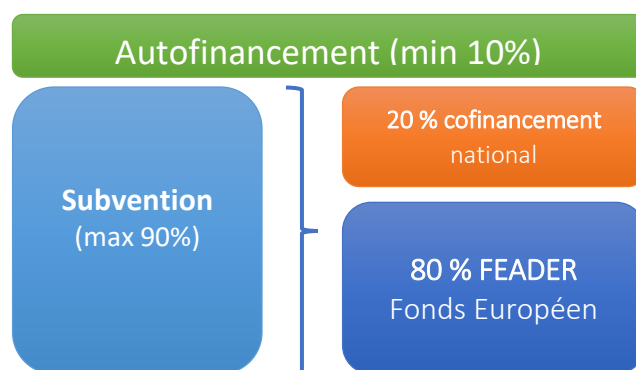 Autofinancement (min 10%)
Subvention
(max 90%)
20 % cofinancement
national
80 % FEADER
Fonds Européen